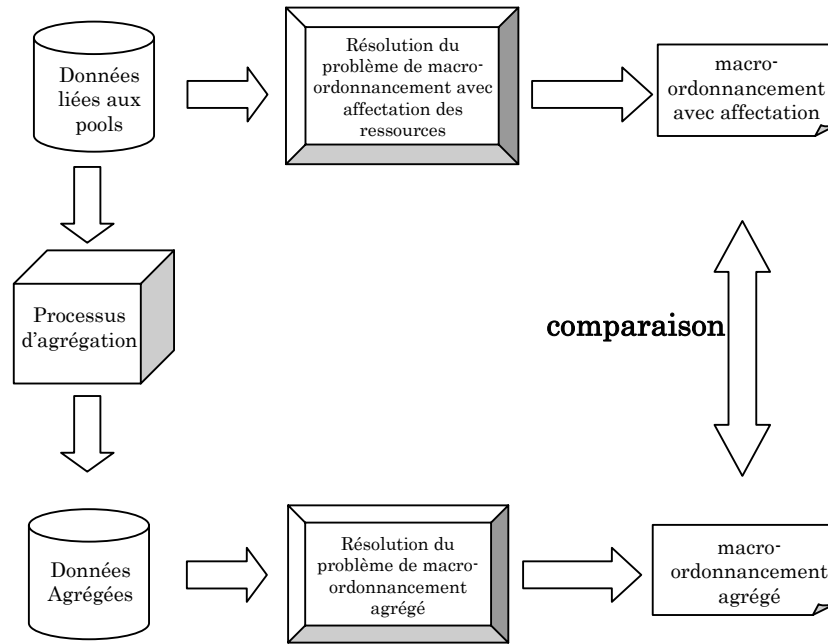 Données
liées aux
pools
Résolution du
problème de macro-
ordonnancement avec
affectation des
ressources
macro-
ordonnancement
avec affectation
Processus
d'agrégation
comparaison
Données
Agrégées
Résolution du
problème de macro-
ordonnancement
agrégé
macro-
ordonnancement
agrégé